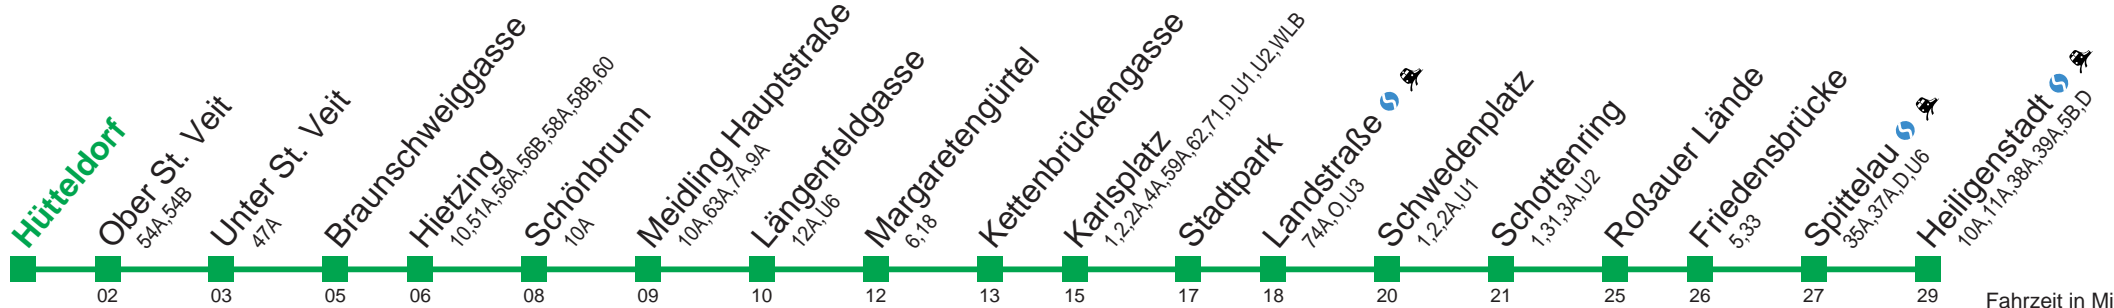 Hütteldorf
Ober St. Veit
54A,54B
Unter St. Veit
47A
Braunschweiggasse
Hietzing
10,51A,56A,56B,58A,58B,60
Schönbrunn
10A
Meidling Hauptstraße
10A,63A,7A,9A
Längenfeldgasse
12A,U6
Margaretengürtel
6,18
Kettenbrückengasse
Karlsplatz
1,2,2A,4A,59A,62,71,D,U1,U2,WLB
Stadtpark
Landstraße
74A,O,U3
Schwedenplatz
1,2,2A,U1
Schottenring
1,31,3A,U2
Roßauer Lände
Friedensbrücke
5,33
Spittelau
35A,37A,D,U6
Heiligenstadt
10A,11A,38A,39A,5B,D
02 03 05 06 08 09 10 12 13 15 17 18 20 21 25 26 27 29 Fahrzeit in Mi